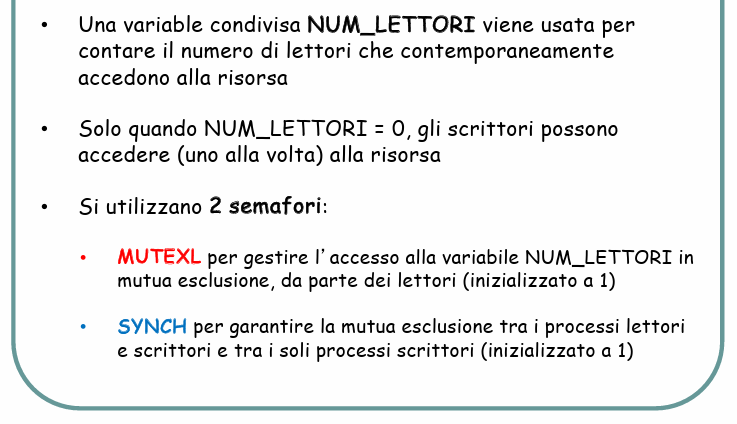 • Una variable condivisa NUM_LETTORI viene usata per
contare il numero di lettori che contemporaneamente
accedono alla risorsa
• Solo quando NUM_LETTORI = 0, gli scrittori possono
accedere (uno alla volta) alla risorsa
• Si utilizzano 2 semafori:
• MUTEXL per gestire l'accesso alla variabile NUM_LETTORI in
mutua esclusione, da parte dei lettori (inizializzato a 1)
• SYNCH per garantire la mutua esclusione tra i processi lettori
e scrittori e tra i soli processi scrittori (inizializzato a 1)